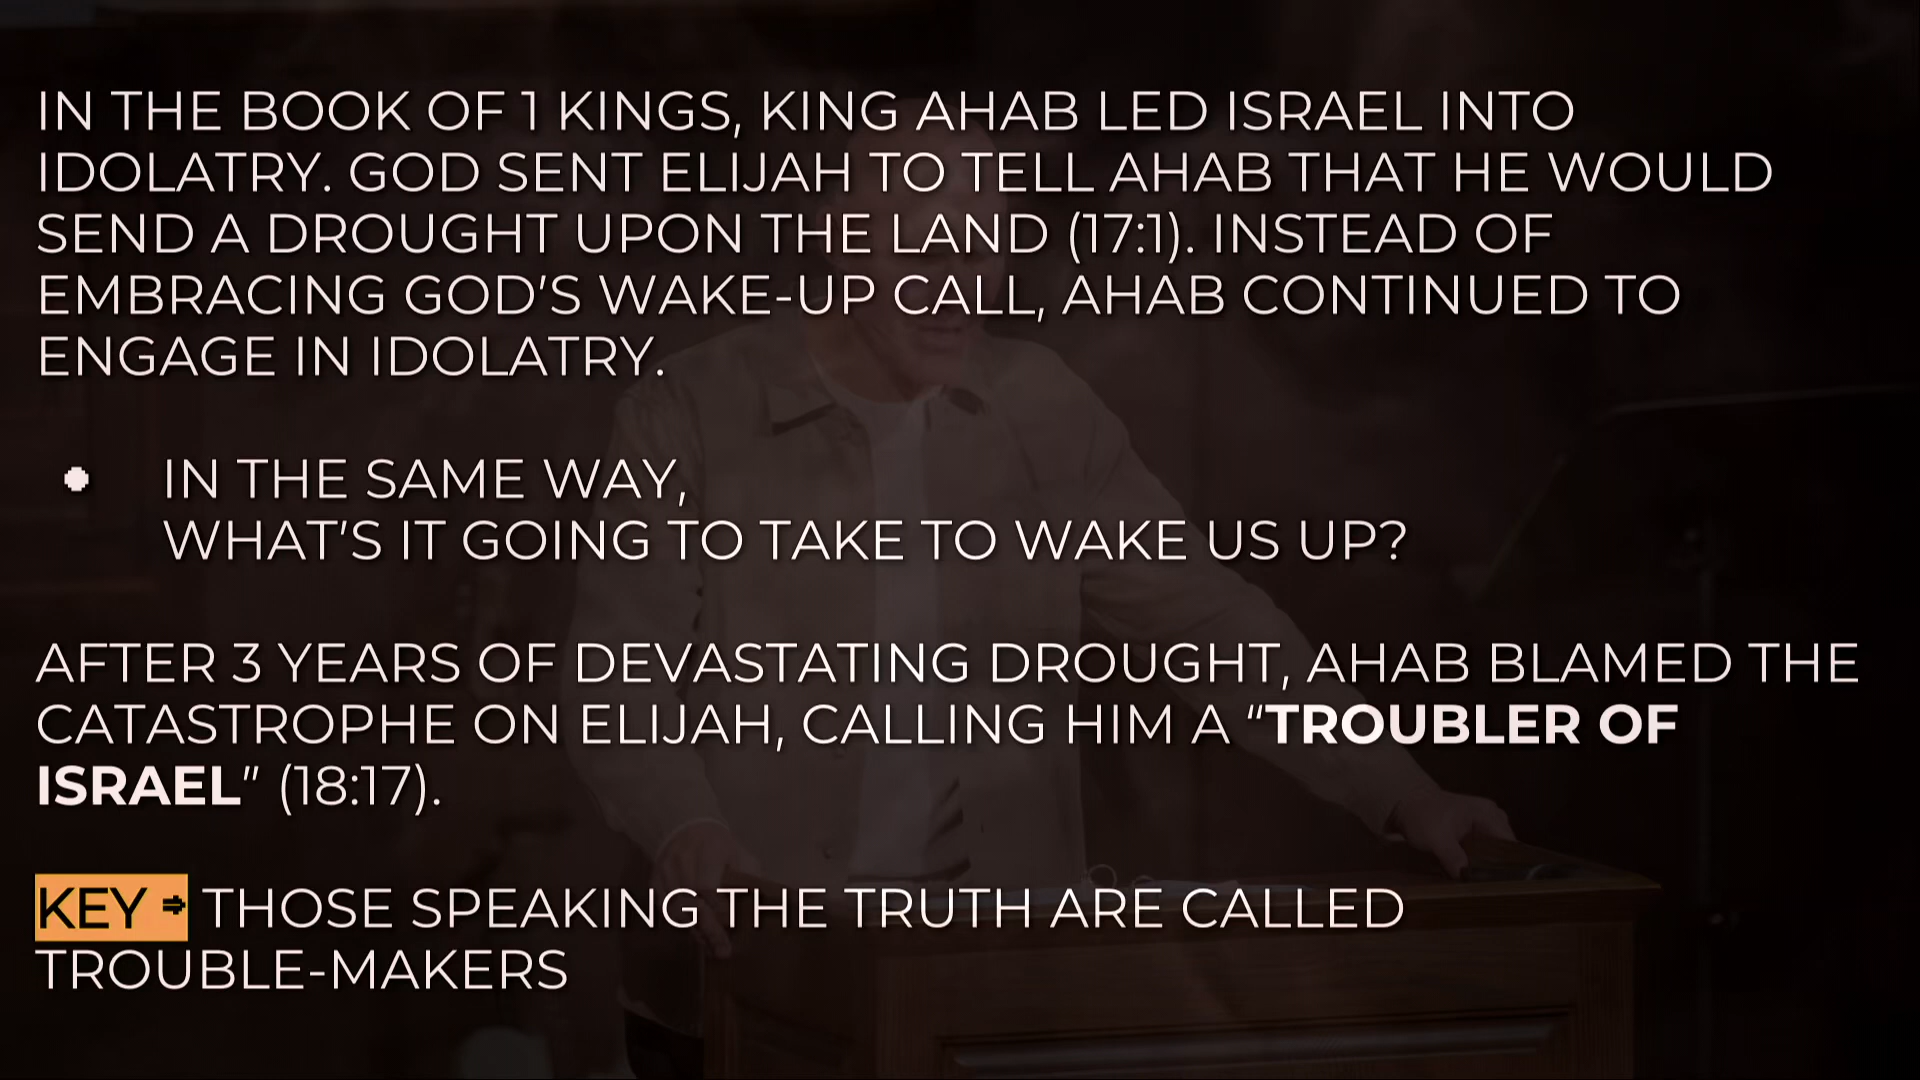 IN THE BOOK OF 1 KINGS, KING AHAB LED ISRAEL INTO
IDOLATRY. GOD SENT ELIJAH TO TELL AHAB THAT HE WOULD
SEND A DROUGHT UPON THE LAND (17:1). INSTEAD OF
EMBRACING GOD'S WAKE-UP CALL, AHAB CONTINUED TO
ENGAGE IN IDOLATRY.
• IN THE SAME WAY,
WHAT'S IT GOING TO TAKE TO WAKE US UP?
AFTER 3 YEARS OF DEVASTATING DROUGHT, AHAB BLAMED THE
CATASTROPHE ON ELIJAH, CALLING HIM A “TROUBLER OF
ISRAEL” (18:17).
KEY ⇒ THOSE SPEAKING THE TRUTH ARE CALLED
TROUBLE-MAKERS